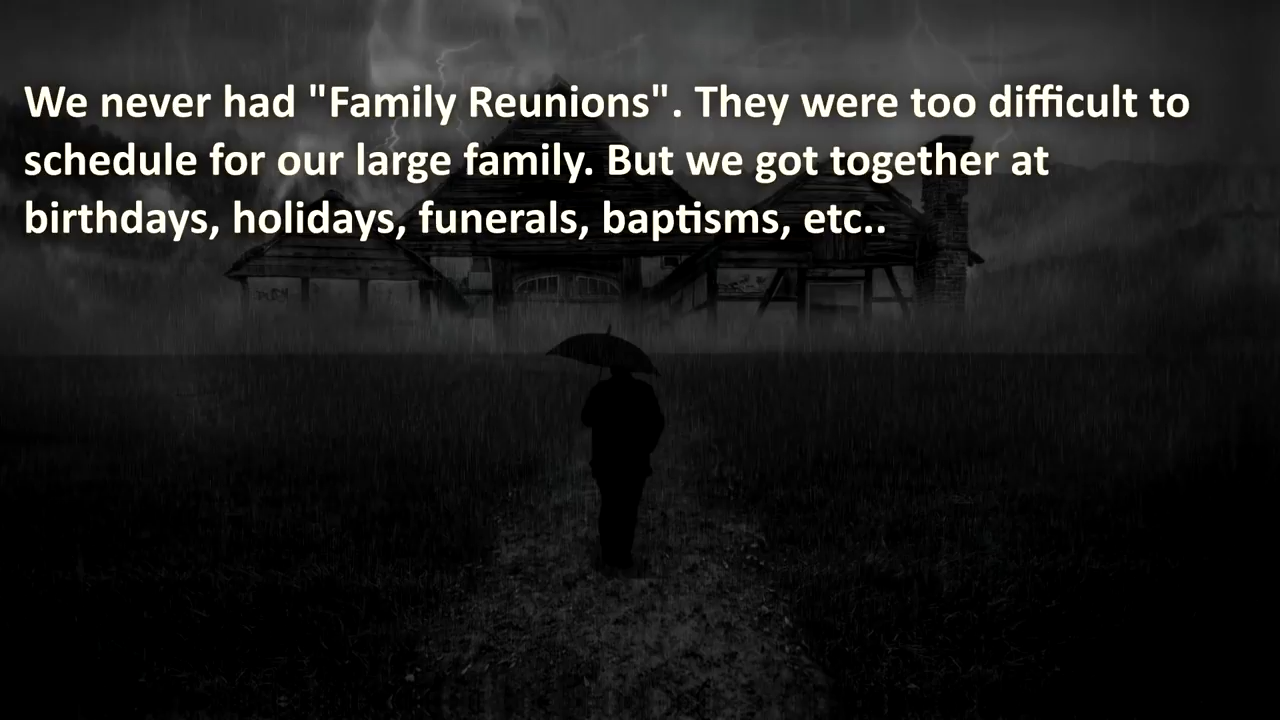 We never had "Family Reunions". They were too difficult to
schedule for our large family. But we got together at
birthdays, holidays, funerals, baptisms, etc..